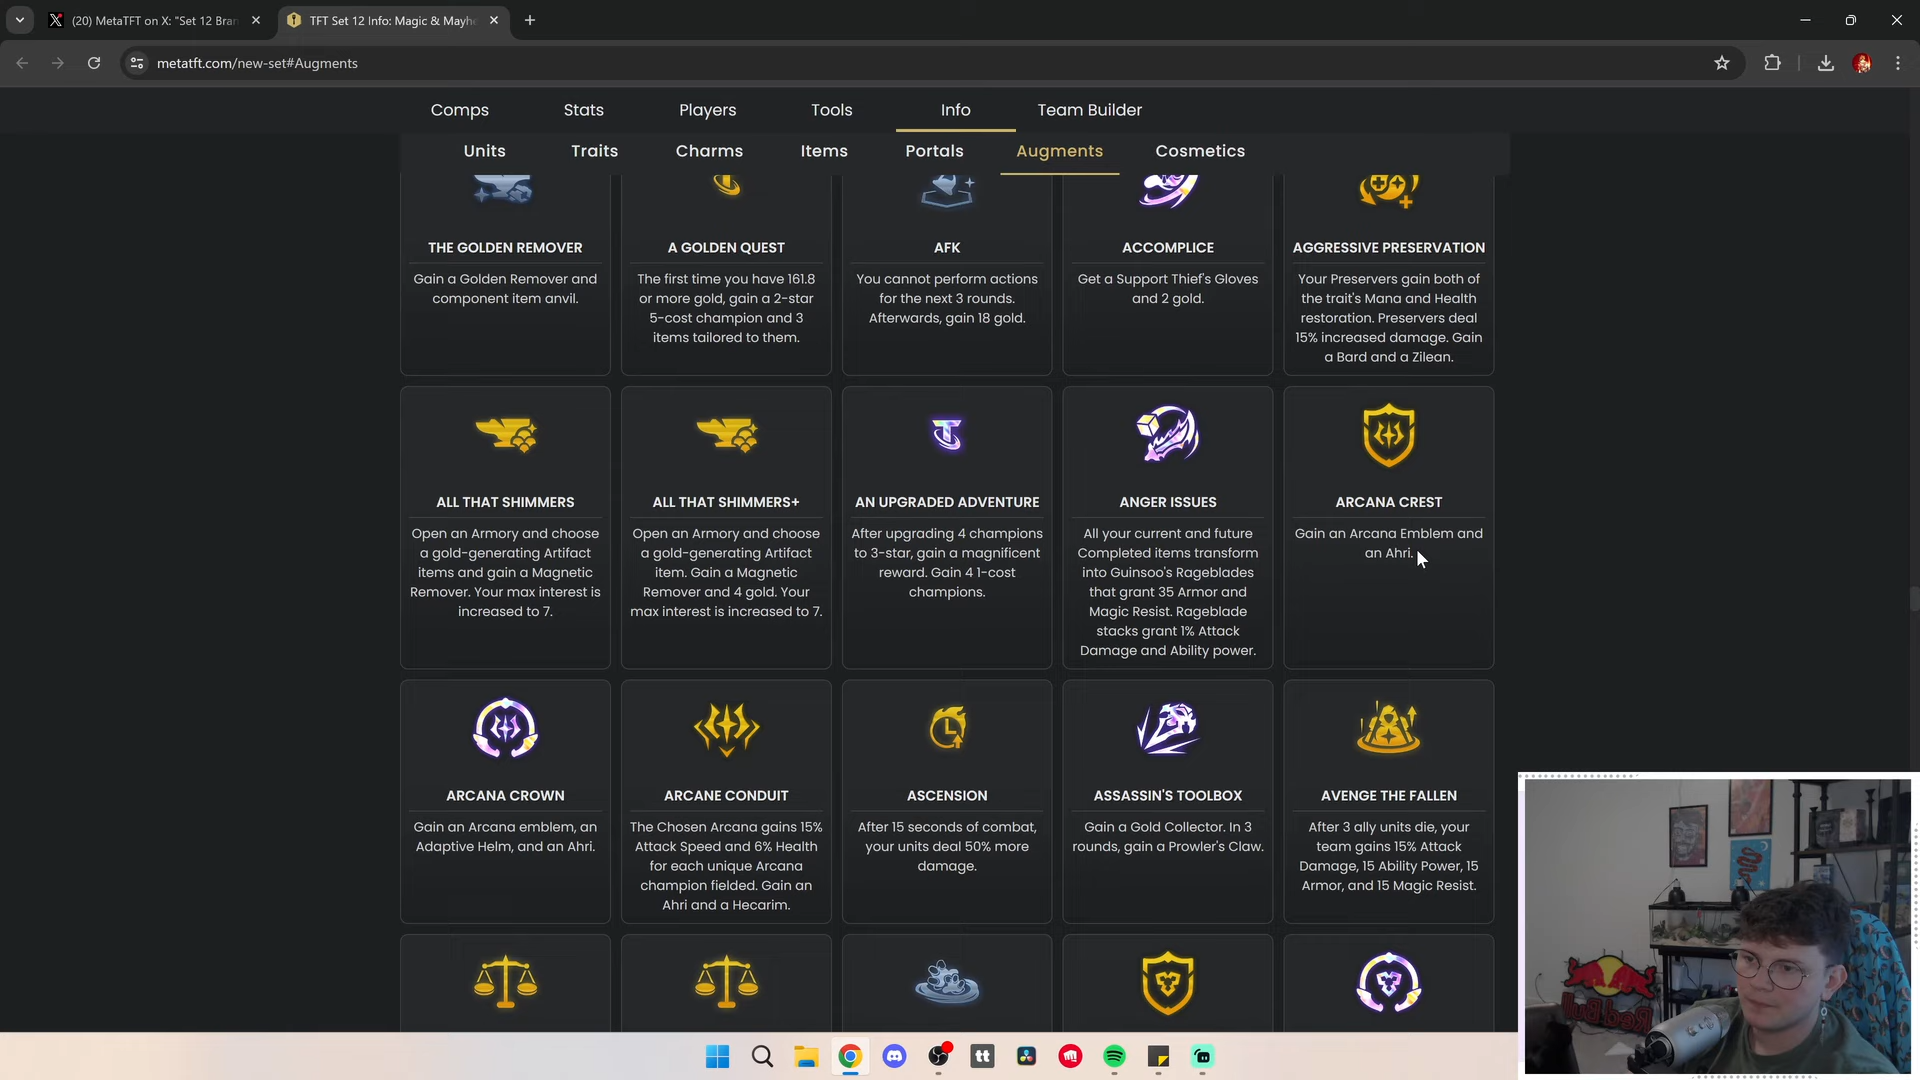 (20) MetaTFT on X: "Set 12 Bran
TFT Set 12 Info: Magic & Mayhe
metatft.com/new-set#Augments
Comps Stats Players Tools Info Team Builder
Units Traits Charms Items Portals Augments Cosmetics
THE GOLDEN REMOVER
Gain a Golden Remover and
component item anvil.
A GOLDEN QUEST
The first time you have 161.8
or more gold, gain a 2-star
5-cost champion and 3
items tailored to them.
AFK
You cannot perform actions
for the next 3 rounds.
Afterwards, gain 18 gold.
ACCOMPLICE
Get a Support Thief's Gloves
and 2 gold.
AGGRESSIVE PRESERVATION
Your Preservers gain both of
the trait's Mana and Health
restoration. Preservers deal
15% increased damage. Gain
a Bard and a Zilean.
ALL THAT SHIMMERS
Open an Armory and choose
a gold-generating Artifact
items and gain a Magnetic
Remover. Your max interest is
increased to 7.
ALL THAT SHIMMERS+
Open an Armory and choose
a gold-generating Artifact
item. Gain a Magnetic
Remover and 4 gold. Your
max interest is increased to 7.
AN UPGRADED ADVENTURE
After upgrading 4 champions
to 3-star, gain a magnificent
reward. Gain 4 1-cost
champions.
ANGER ISSUES
All your current and future
Completed items transform
into Guinsoo's Rageblades
that grant 35 Armor and
Magic Resist. Rageblade
stacks grant 1% Attack
Damage and Ability power.
ARCANA CREST
Gain an Arcana Emblem and
an Ahri.
ARCANA CROWN
Gain an Arcana emblem, an
Adaptive Helm, and an Ahri.
ARCANE CONDUIT
The Chosen Arcana gains 15%
Attack Speed and 6% Health
for each unique Arcana
champion fielded. Gain an
Ahri and a Hecarim.
ASCENSION
After 15 seconds of combat,
your units deal 50% more
damage.
ASSASSIN'S TOOLBOX
Gain a Gold Collector. In 3
rounds, gain a Prowler's Claw.
AVENGE THE FALLEN
After 3 ally units die, your
team gains 15% Attack
Damage, 15 Ability Power, 15
Armor, and 15 Magic Resist.
tt
Red Bull